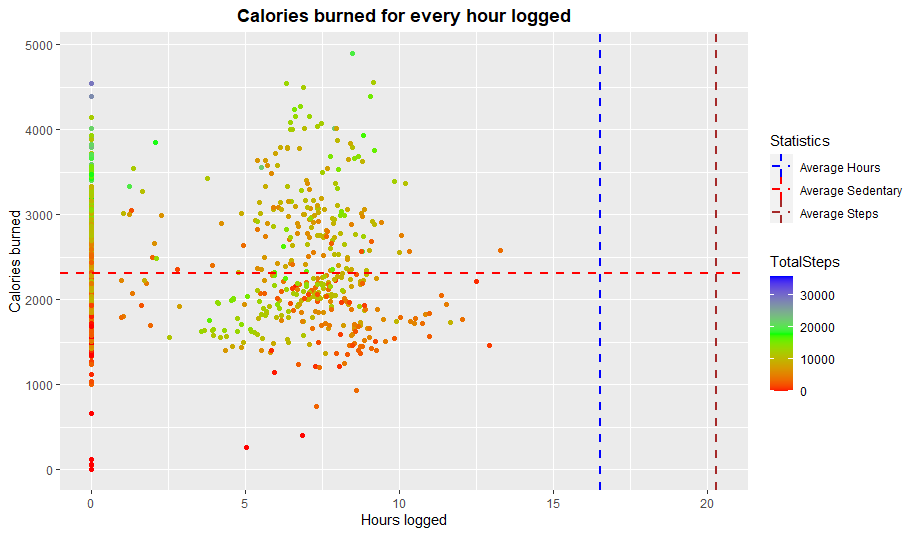 Calories burned for every hour logged
Calories burned
5000
4000
3000
2000
1000
0
0
5
10
15
20
Hours logged
Statistics
Average Hours
Average Sedentary
Average Steps
TotalSteps
30000
20000
10000
0